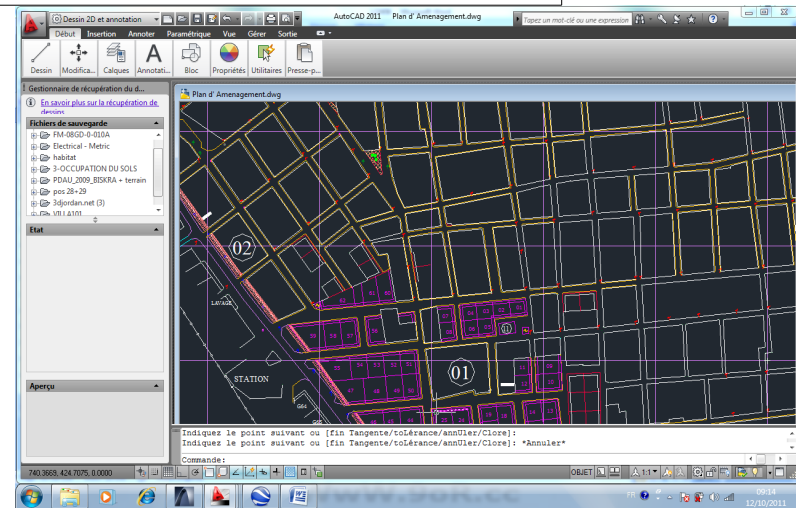 Dessin 2D et annotation
AutoCAD 2011 Plan d' Amenagement.dwg
Tapez un mot-clé ou une expression
Début Insertion Annoter Paramétrique Vue Gérer Sortie
Dessin Modifica... Calques Annotati... Bloc Propriétés Utilitaires Presse-p...
Gestionnaire de récupération du d...
Plan d' Amenagement.dwg
En savoir plus sur la récupération de
dessins
Fichiers de sauvegarde
FM-08GD-0-010A
Electrical - Metric
habitat
3-OCCUPATION DU SOLS
PDAU_2009_BISKRA + terrain
pos 28+29
3djordan.net (3)
VILLA101
Etat
Aperçu
02
LAVAGE
STATION
01
G64
G65
Indiquez le point suivant ou [fin Tangente/toLérance/annUler/Clore]:
Indiquez le point suivant ou [fin Tangente/toLérance/annUler/Clore]: *Annuler*
Commande:
740.3669, 424.7075, 0.0000
OBJET
1:1
FR
09:14
12/10/2011